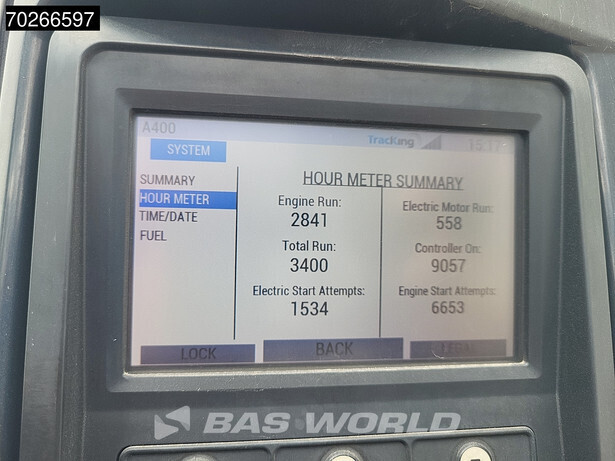 70266597
A400
TracKing
15:17
SYSTEM
SUMMARY
HOUR METER
TIME/DATE
FUEL
HOUR METER SUMMARY
Engine Run:
2841
Electric Motor Run:
558
Total Run:
3400
Controller On:
9057
Electric Start Attempts:
1534
Engine Start Attempts:
6653
LOCK
BACK
LEGAL
BAS WORLD